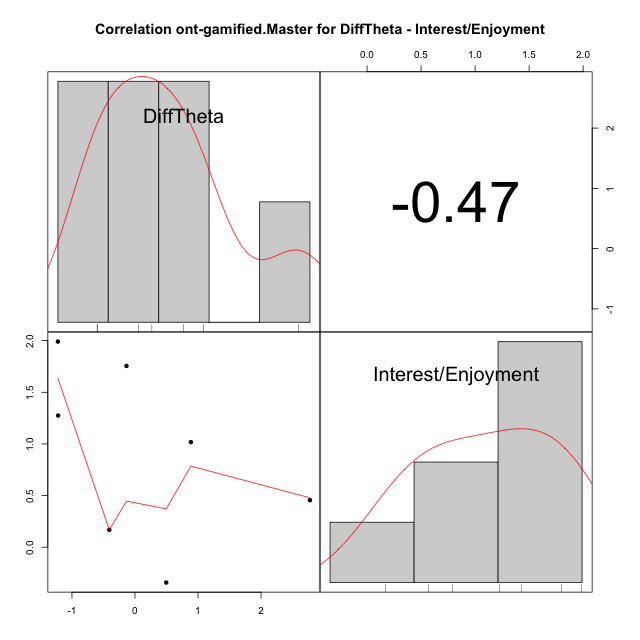 Correlation ont-gamified.Master for DiffTheta - Interest/Enjoyment
0.0 0.5 1.0 1.5 2.0
DiffTheta
-0.47
2
1
0
-1
2.0
1.5
1.0
0.5
0.0
Interest/Enjoyment
-1 0 1 2